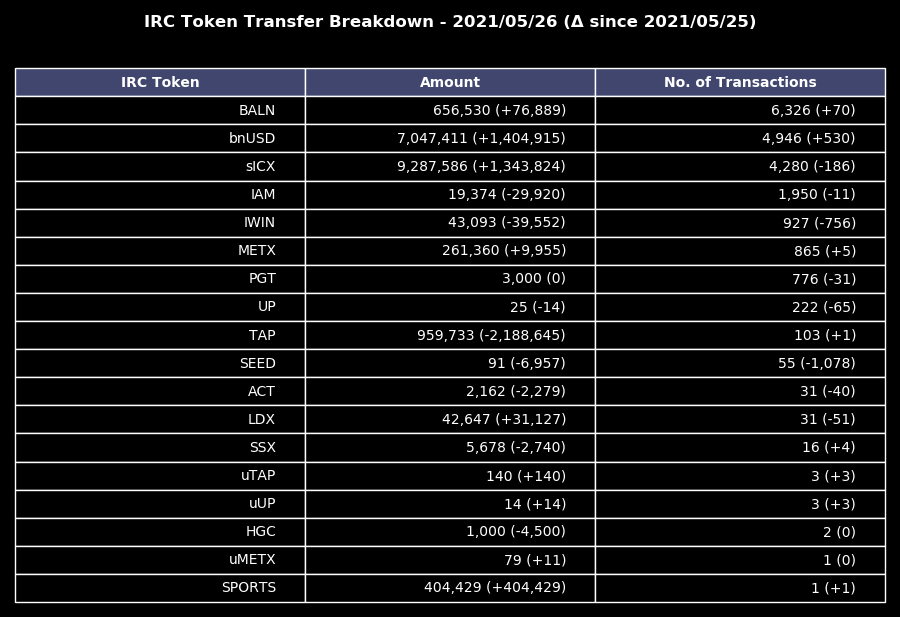 IRC Token Transfer Breakdown - 2021/05/26 (Δ since 2021/05/25)
IRC Token Amount No. of Transactions
BALN 656,530 (+76,889) 6,326 (+70)
bnUSD 7,047,411 (+1,404,915) 4,946 (+530)
sICX 9,287,586 (+1,343,824) 4,280 (-186)
IAM 19,374 (-29,920) 1,950 (-11)
IWIN 43,093 (-39,552) 927 (-756)
METX 261,360 (+9,955) 865 (+5)
PGT 3,000 (0) 776 (-31)
UP 25 (-14) 222 (-65)
TAP 959,733 (-2,188,645) 103 (+1)
SEED 91 (-6,957) 55 (-1,078)
ACT 2,162 (-2,279) 31 (-40)
LDX 42,647 (+31,127) 31 (-51)
SSX 5,678 (-2,740) 16 (+4)
uTAP 140 (+140) 3 (+3)
uUP 14 (+14) 3 (+3)
HGC 1,000 (-4,500) 2 (0)
uMETX 79 (+11) 1 (0)
SPORTS 404,429 (+404,429) 1 (+1)